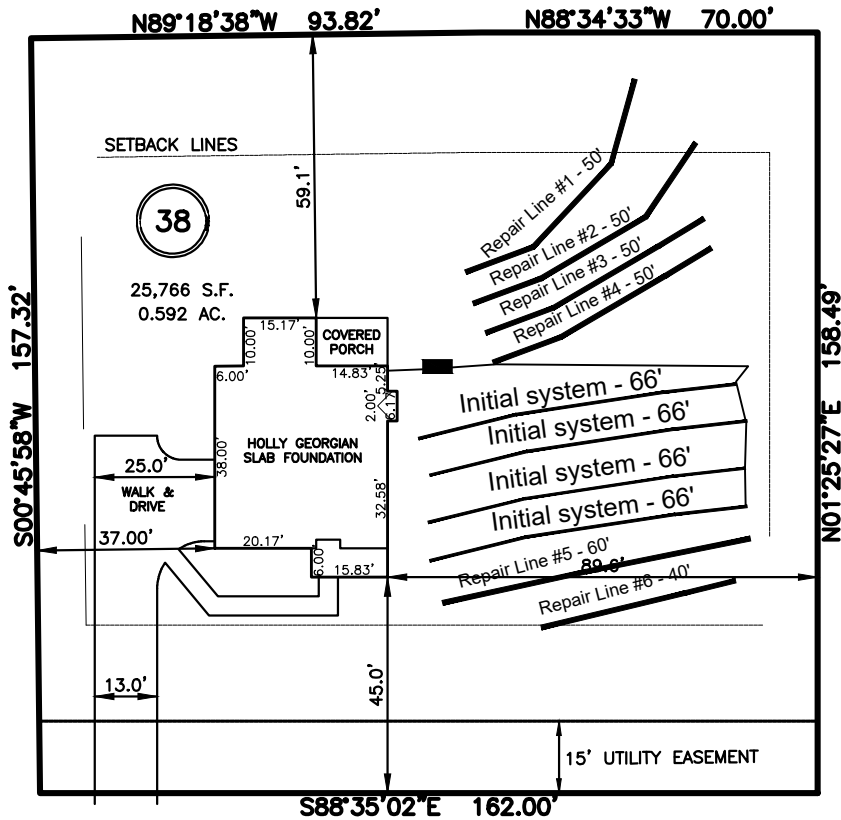 N89°18'38"W 93.82' N88°34'33"W 70.00'
SETBACK LINES
59.1'
38
25,766 S.F.
0.592 AC.
S00°45'58"W 157.32'
N01°25'27"E 158.49'
Repair Line #1 - 50'
Repair Line #2 - 50'
Repair Line #3 - 50'
Repair Line #4 - 50'
15.17'
10.00'
10.00'
COVERED
PORCH
6.00'
14.83'
5.25'
2.00'
6.17'
Initial system - 66'
Initial system - 66'
Initial system - 66'
Initial system - 66'
HOLLY GEORGIAN
SLAB FOUNDATION
38.00'
32.58'
25.0'
WALK &
DRIVE
37.00'
20.17'
6.00'
15.83'
Repair Line #5 - 60'
89.6'
Repair Line #6 - 40'
13.0'
45.0'
15' UTILITY EASEMENT
S88°35'02"E 162.00'